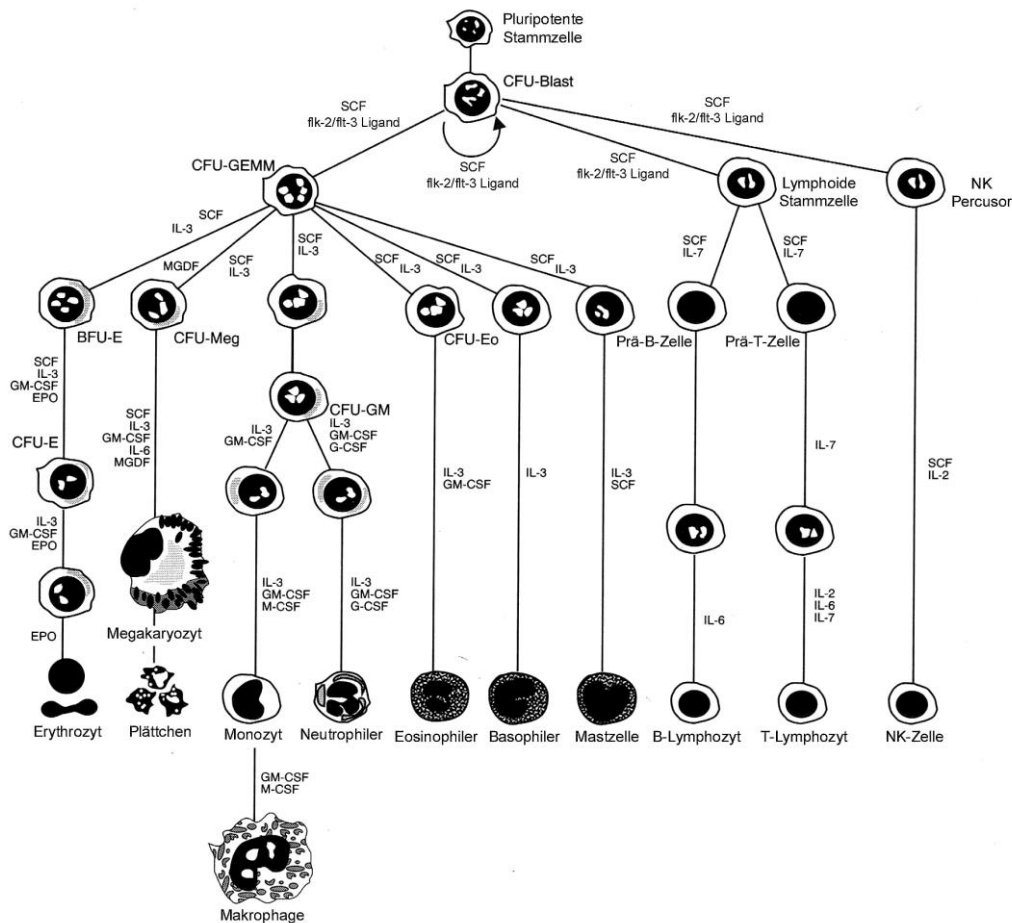 Pluripotente
Stammzelle
CFU-Blast
SCF
flk-2/flt-3 Ligand
SCF
flk-2/flt-3 Ligand
SCF
flk-2/flt-3 Ligand
SCF
flk-2/flt-3 Ligand
CFU-GEMM
Lymphoide
Stammzelle
NK
Percusor
SCF
IL-3
MGDF
SCF
IL-3
SCF
IL-3
SCF
IL-3
SCF
IL-3
SCF
IL-3
SCF
IL-7
SCF
IL-7
BFU-E
CFU-Meg
CFU-Eo
Prä-B-Zelle
Prä-T-Zelle
SCF
IL-3
GM-CSF
EPO
CFU-E
SCF
IL-3
GM-CSF
IL-6
MGDF
CFU-GM
IL-3
GM-CSF
IL-3
GM-CSF
G-CSF
IL-3
GM-CSF
IL-3
IL-3
SCF
IL-7
SCF
IL-2
IL-3
GM-CSF
EPO
IL-3
GM-CSF
M-CSF
IL-3
GM-CSF
G-CSF
IL-6
IL-2
IL-6
IL-7
EPO
Megakaryozyt
Erythrozyt
Plättchen
Monozyt
Neutrophiler
Eosinophiler
Basophiler
Mastzelle
B-Lymphozyt
T-Lymphozyt
NK-Zelle
GM-CSF
M-CSF
Makrophage